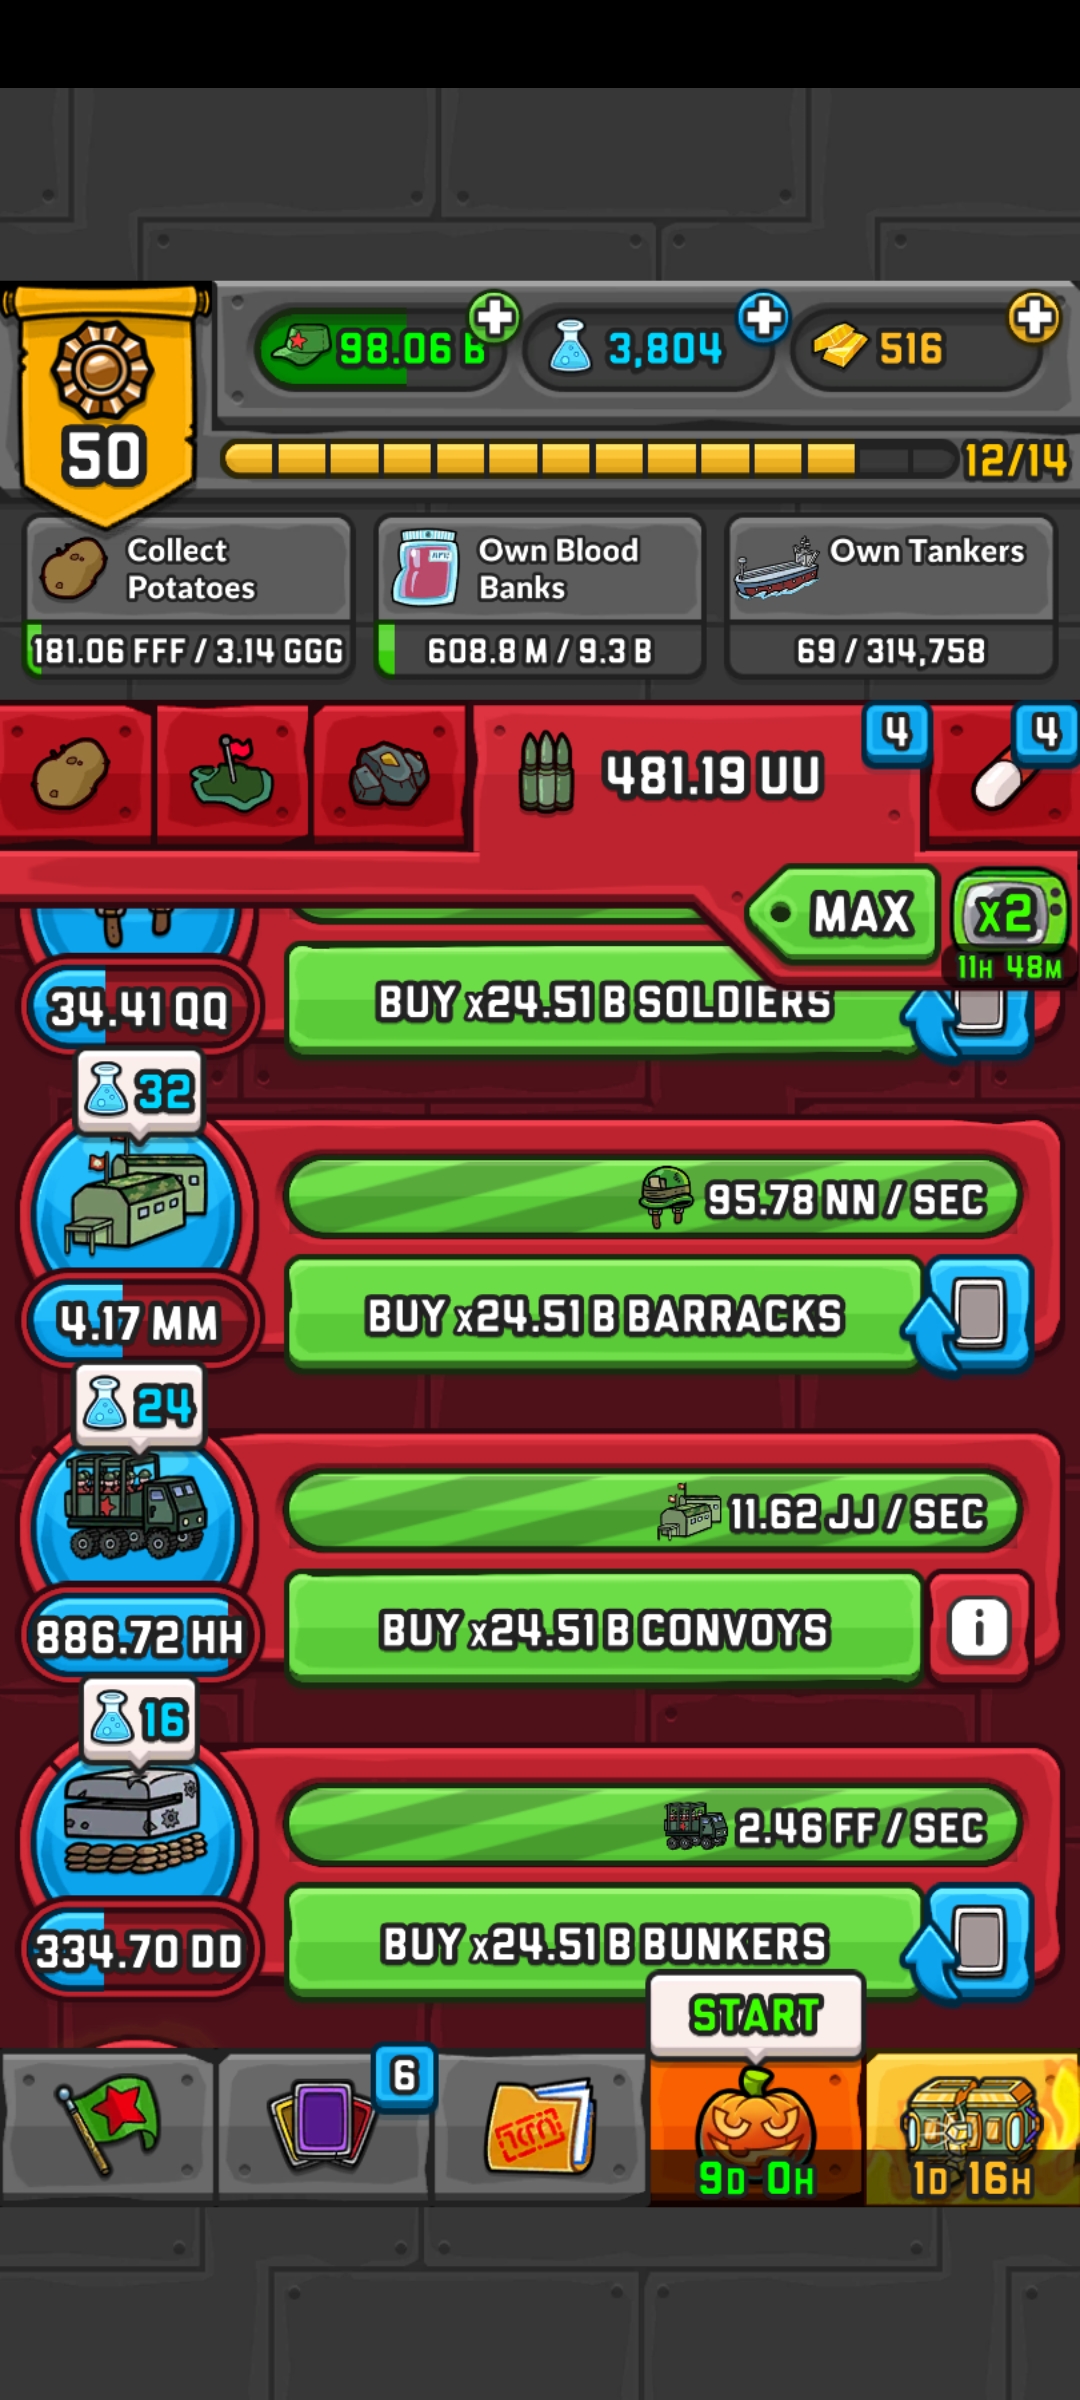 98.06 B
3,804
516
50
12/14
Collect
Potatoes
Own Blood
Banks
Own Tankers
181.06 FFF / 3.14 GGG
608.8 M / 9.3 B
69 / 314,758
481.19 UU
4
4
MAX
x2
11H 48M
34.41 QQ
BUY x24.51 B SOLDIERS
32
95.78 NN / SEC
4.17 MM
BUY x24.51 B BARRACKS
24
11.62 JJ / SEC
886.72 HH
BUY x24.51 B CONVOYS
i
16
2.46 FF / SEC
334.70 DD
BUY x24.51 B BUNKERS
START
6
9D 0H
1D 16H